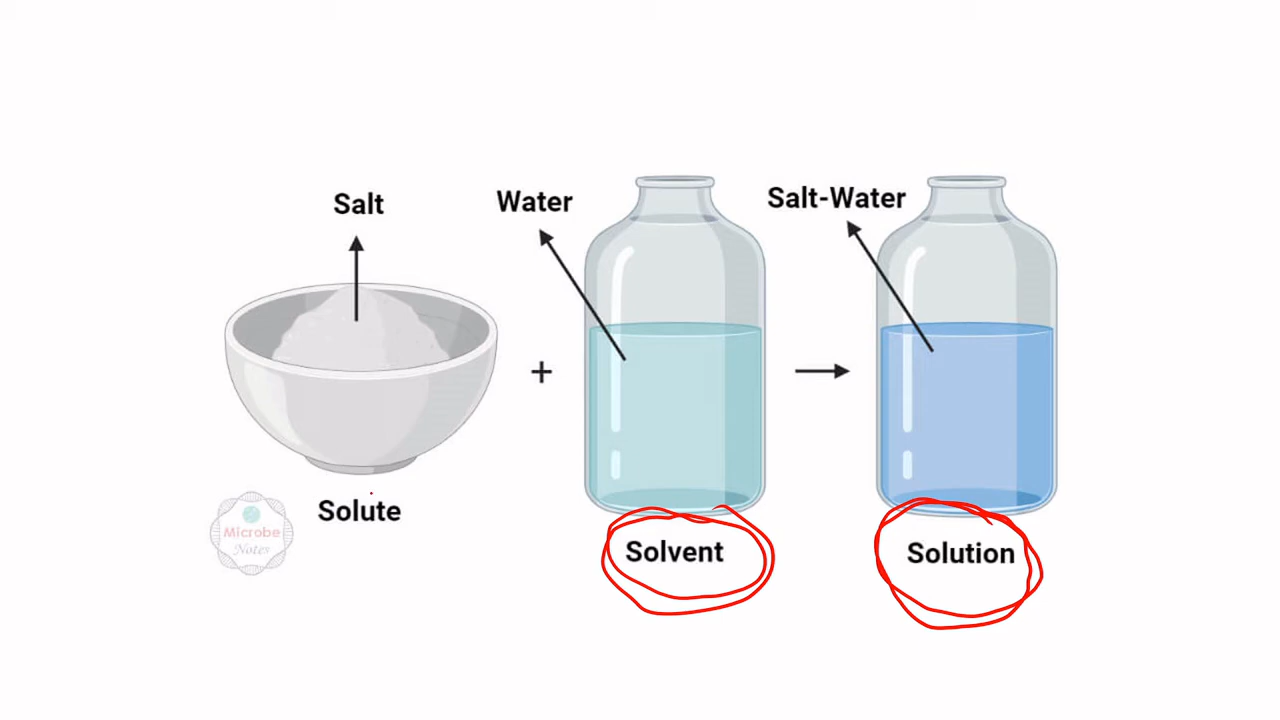 Salt
Water
Salt-Water
+
Solute
Solvent
Solution
Microbe
Notes